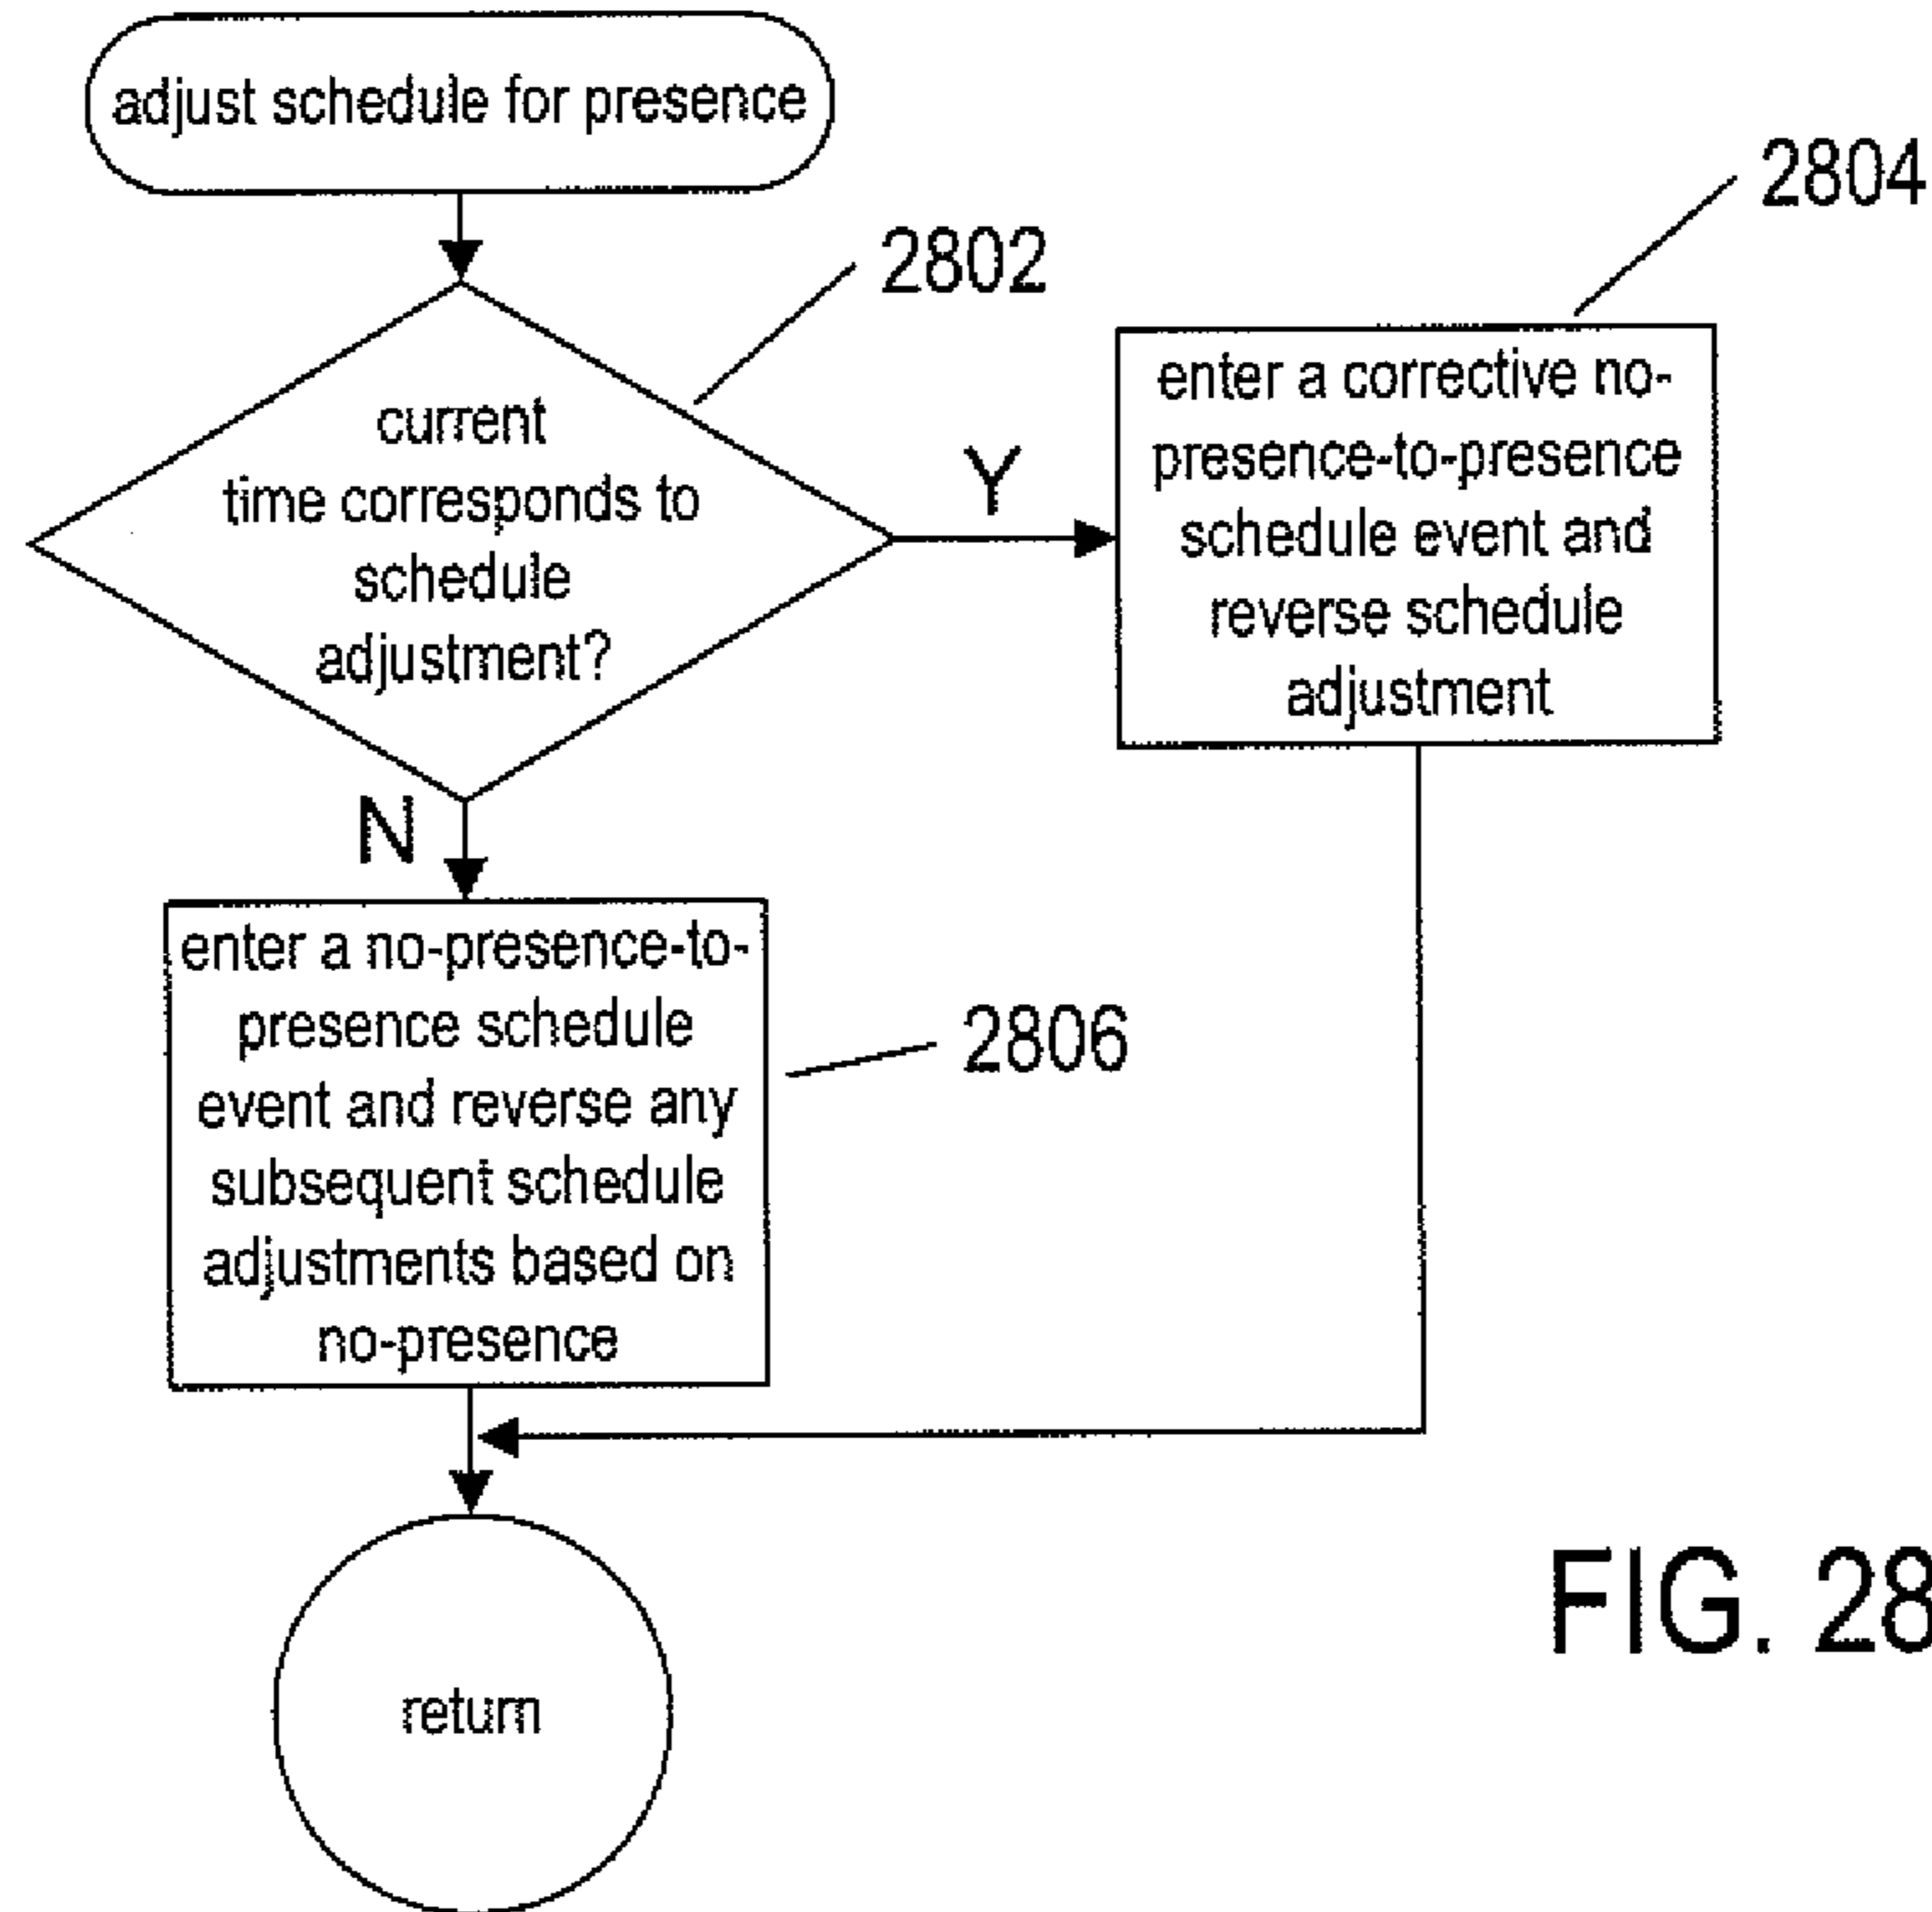 adjust schedule for presence
2802
2804
current
time corresponds to
schedule
adjustment?
Y
enter a corrective no-
presence-to-presence
schedule event and
reverse schedule
adjustment
N
enter a no-presence-to-
presence schedule
event and reverse any
subsequent schedule
adjustments based on
no-presence
2806
return
FIG. 28